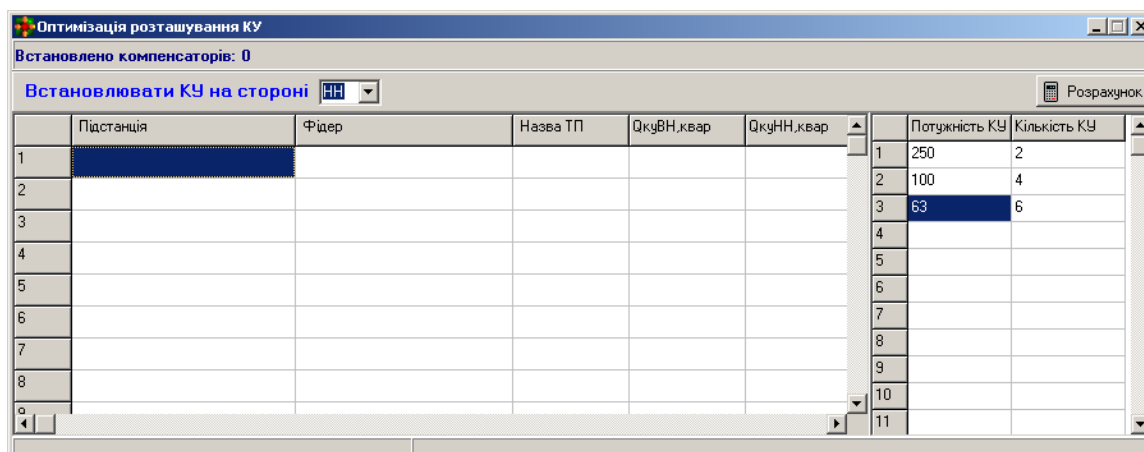 Оптимізація розташування КУ
Встановлено компенсаторів: 0
Встановлювати КУ на стороні НН Розрахунок
Підстанція Фідер Назва ТП QкуВН,квар QкуНН,квар Потужність КУ Кількість КУ
1 1 250 2
2 2 100 4
3 3 63 6
4 4
5 5
6 6
7 7
8 8
9 9
10
11